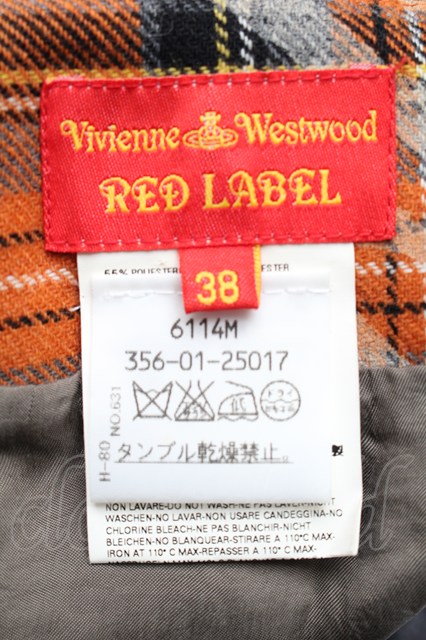 Vivienne Westwood
RED LABEL
38
6114M
356-01-25017
H-80 NO.631
タンブル乾燥禁止。
NON LAVARE-DO NOT WASH-NE PAS LAVER-NICHT
WASCHEN-NO LAVAR-NON USARE CANDEGGINA-NO
CHLORINE BLEACH-NE PAS BLANCHIR-NICHT
BLEICHEN-NO BLANQUEAR-STIRARE A 110°C MAX-
IRON AT 110° C MAX-REPASSER A 110° C MAX-